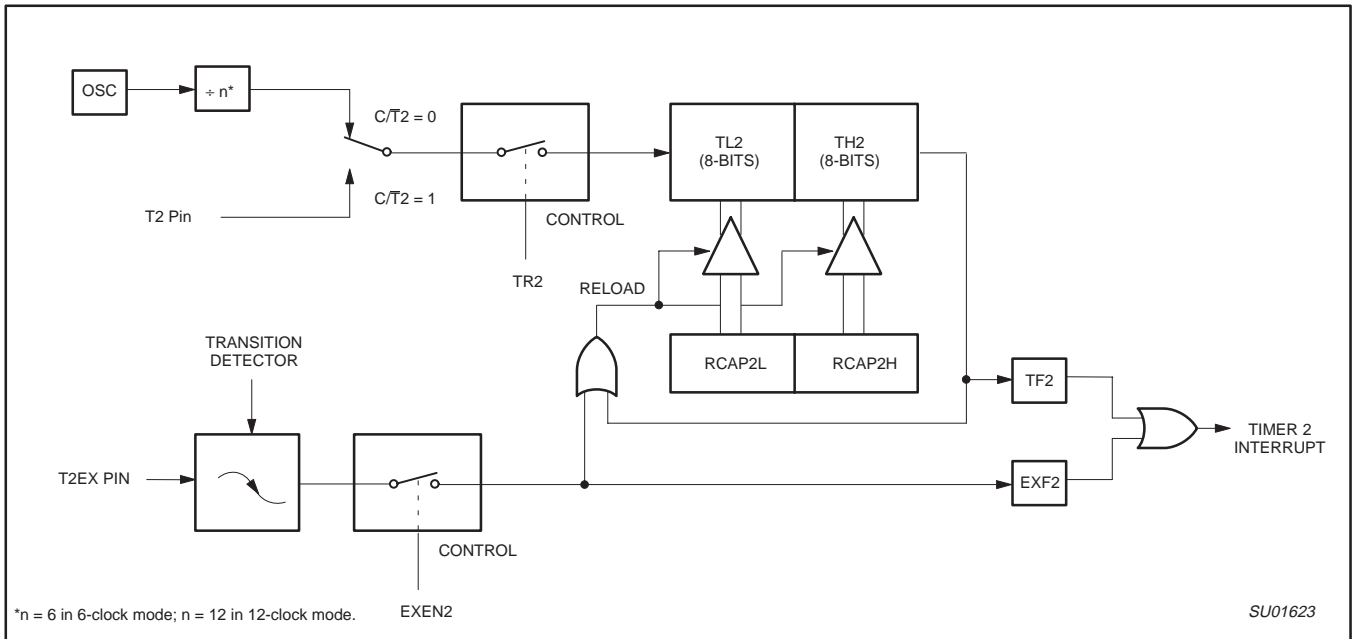 OSC
÷ n*
C/T̅2 = 0
C/T̅2 = 1
T2 Pin
CONTROL
TR2
TL2
(8-BITS)
TH2
(8-BITS)
RELOAD
RCAP2L
RCAP2H
TRANSITION
DETECTOR
T2EX PIN
CONTROL
EXEN2
TF2
EXF2
TIMER 2
INTERRUPT
*n = 6 in 6-clock mode; n = 12 in 12-clock mode.
SU01623